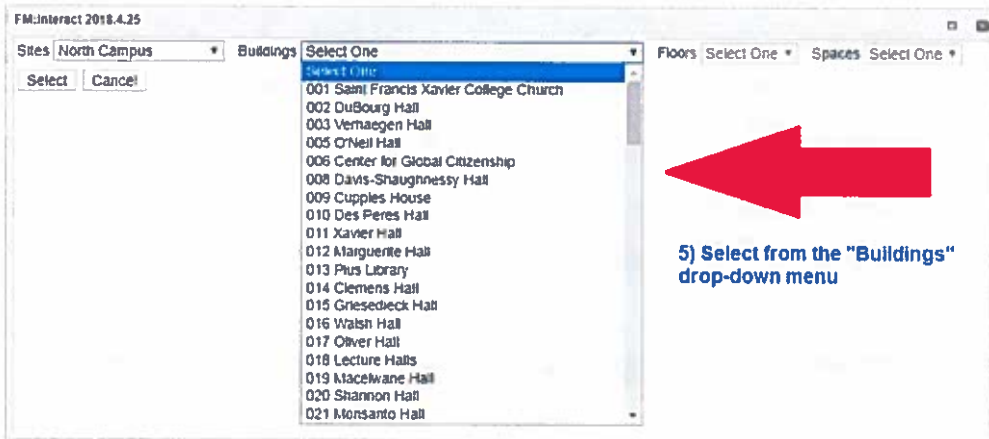 FM:Interact 2018.4.25
Sites North Campus Buildings Select One Floors Select One Spaces Select One
Select Cancel
Select One
001 Saint Francis Xavier College Church
002 DuBourg Hall
003 Verhaegen Hall
005 O'Neil Hall
006 Center for Global Citizenship
008 Davis-Shaughnessy Hall
009 Cupples House
010 Des Peres Hall
011 Xavier Hall
012 Marguerite Hall
013 Pius Library
014 Clemens Hall
015 Griesedieck Hall
016 Walsh Hall
017 Oliver Hall
018 Lecture Halls
019 Macelwane Hall
020 Shannon Hall
021 Monsanto Hall
5) Select from the "Buildings"
drop-down menu